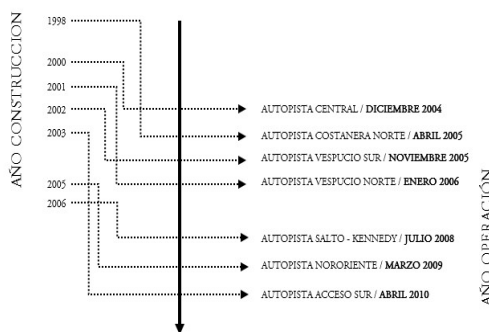 AÑO CONSTRUCCION
1998
2000
2001
2002
2003
2005
2006
AUTOPISTA CENTRAL / DICIEMBRE 2004
AUTOPISTA COSTANERA NORTE / ABRIL 2005
AUTOPISTA VESPUCIO SUR / NOVIEMBRE 2005
AUTOPISTA VESPUCIO NORTE / ENERO 2006
AUTOPISTA SALTO - KENNEDY / JULIO 2008
AUTOPISTA NORORIENTE / MARZO 2009
AUTOPISTA ACCESO SUR / ABRIL 2010
AÑO OPERACIÓN